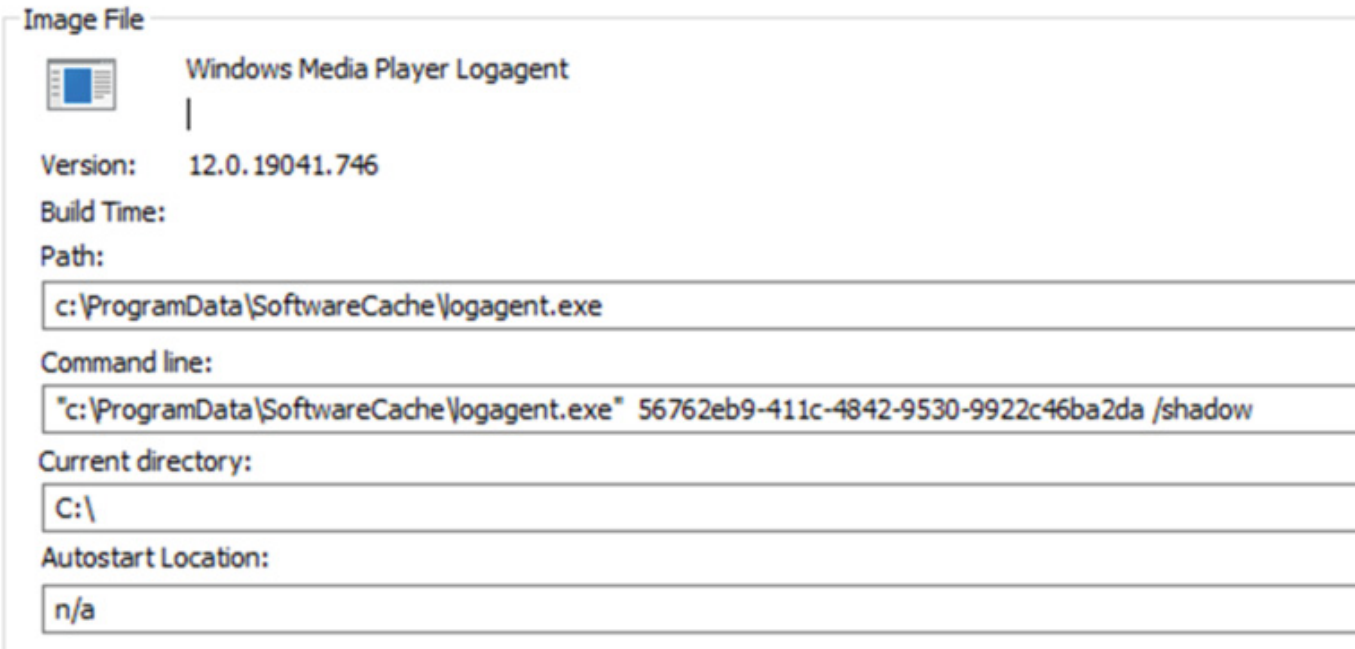 Image File
Windows Media Player Logagent
Version: 12.0.19041.746
Build Time:
Path:
c:\ProgramData\SoftwareCache\logagent.exe
Command line:
"c:\ProgramData\SoftwareCache\logagent.exe" 56762eb9-411c-4842-9530-9922c46ba2da /shadow
Current directory:
C:\
Autostart Location:
n/a